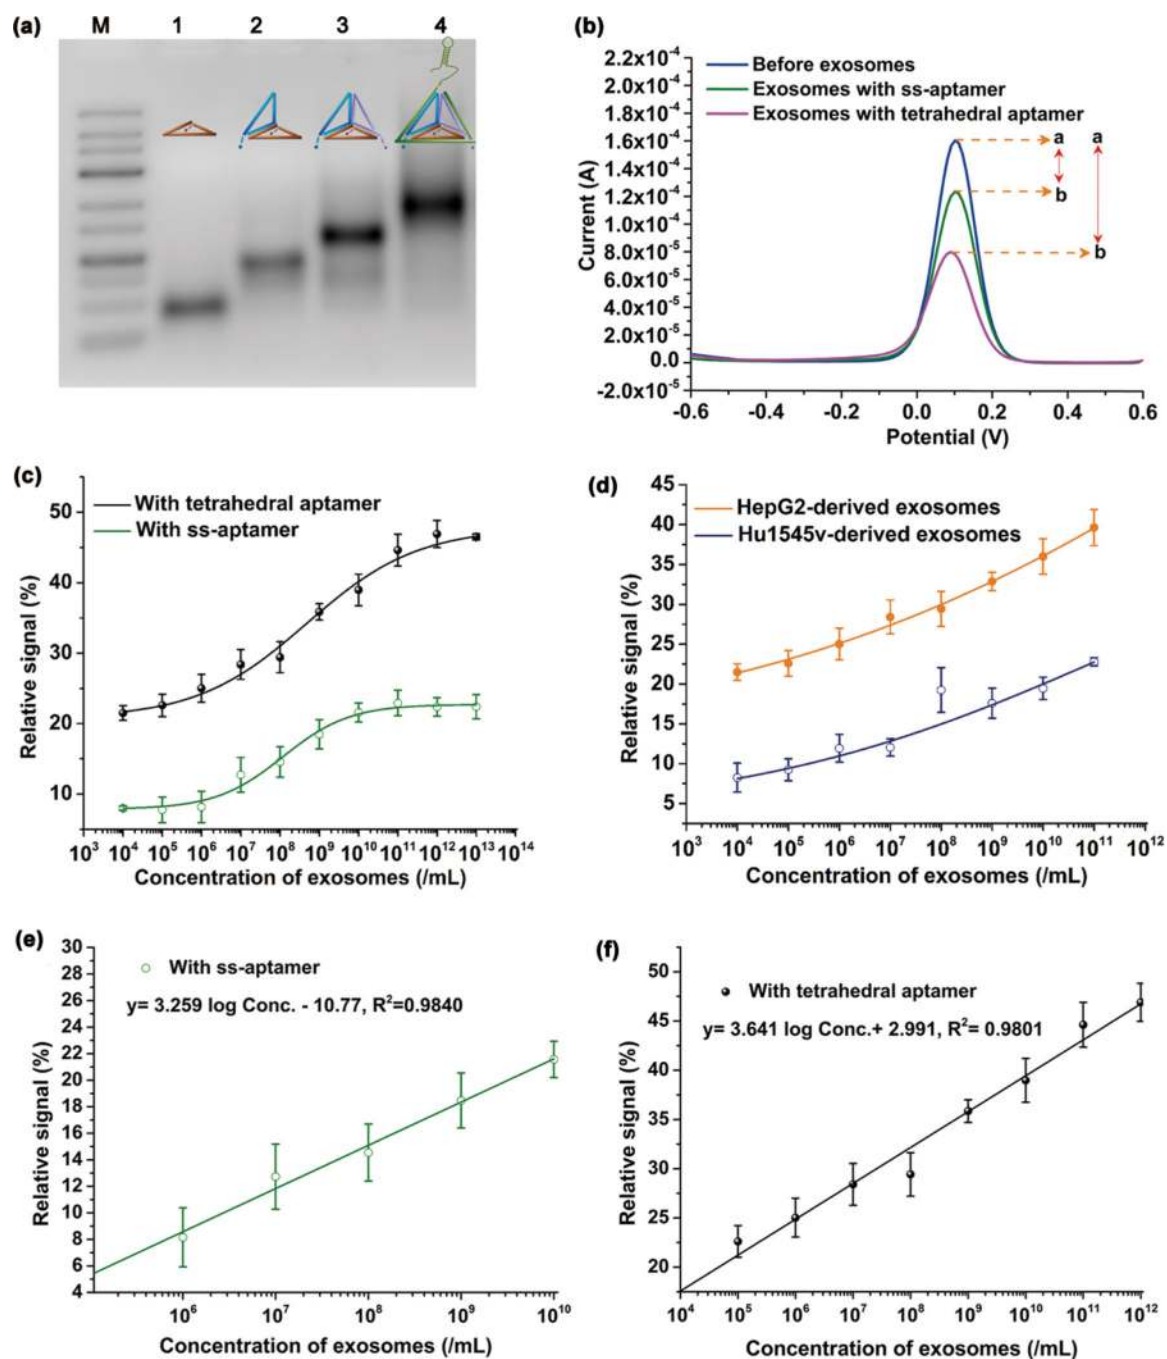 (a)
M 1 2 3 4
(b)
2.2x10⁻⁴
2.0x10⁻⁴
1.8x10⁻⁴
1.6x10⁻⁴
1.4x10⁻⁴
1.2x10⁻⁴
1.0x10⁻⁴
8.0x10⁻⁵
6.0x10⁻⁵
4.0x10⁻⁵
2.0x10⁻⁵
0.0
-2.0x10⁻⁵
Current (A)
Before exosomes
Exosomes with ss-aptamer
Exosomes with tetrahedral aptamer
a a
b
b
-0.6 -0.4 -0.2 0.0 0.2 0.4 0.6
Potential (V)
(c)
50
40
30
20
10
Relative signal (%)
With tetrahedral aptamer
With ss-aptamer
10³ 10⁴ 10⁵ 10⁶ 10⁷ 10⁸ 10⁹ 10¹⁰ 10¹¹ 10¹² 10¹³ 10¹⁴
Concentration of exosomes (/mL)
(d)
45
40
35
30
25
20
15
10
5
Relative signal (%)
HepG2-derived exosomes
Hu1545v-derived exosomes
10³ 10⁴ 10⁵ 10⁶ 10⁷ 10⁸ 10⁹ 10¹⁰ 10¹¹ 10¹²
Concentration of exosomes (/mL)
(e)
30
28
26
24
22
20
18
16
14
12
10
8
6
4
Relative signal (%)
With ss-aptamer
y= 3.259 log Conc. - 10.77, R²=0.9840
10⁶ 10⁷ 10⁸ 10⁹ 10¹⁰
Concentration of exosomes (/mL)
(f)
50
45
40
35
30
25
20
Relative signal (%)
With tetrahedral aptamer
y= 3.641 log Conc.+ 2.991, R²= 0.9801
10⁴ 10⁵ 10⁶ 10⁷ 10⁸ 10⁹ 10¹⁰ 10¹¹ 10¹²
Concentration of exosomes (/mL)